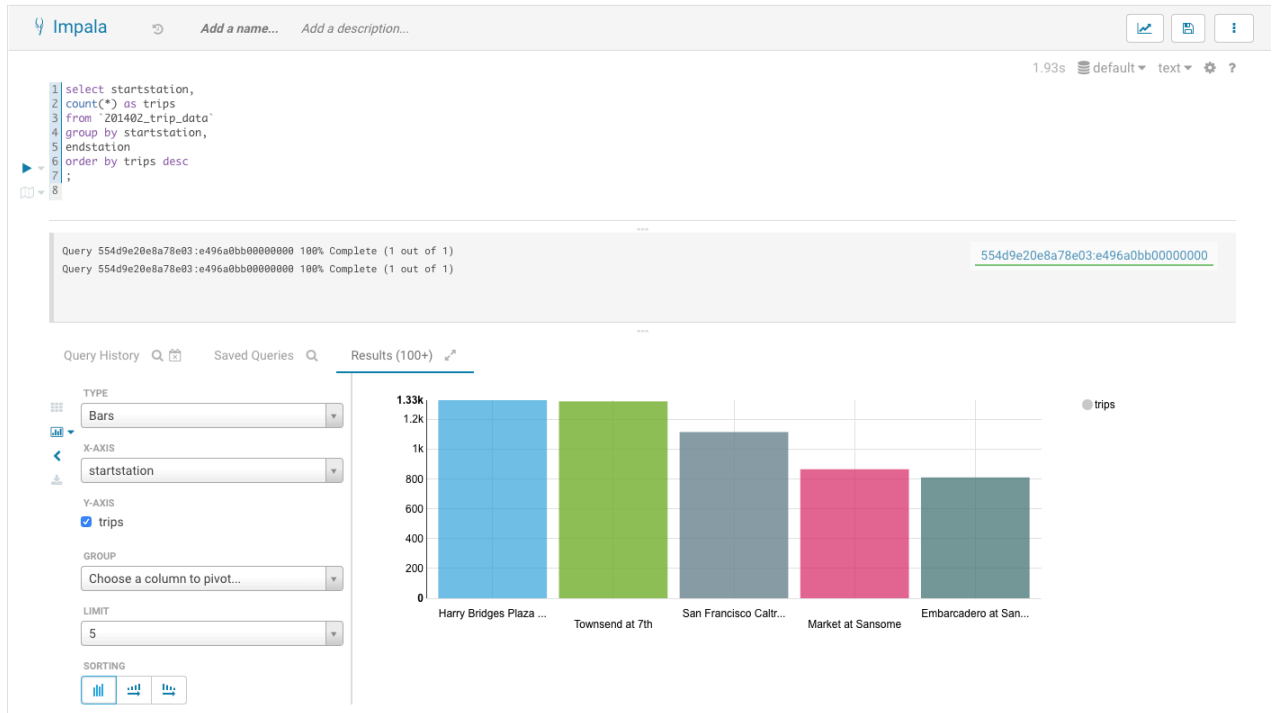 Impala Add a name... Add a description...
1.93s default text ?
1 select startstation,
2 count(*) as trips
3 from `201402_trip_data`
4 group by startstation,
5 endstation
6 order by trips desc
7 ;
8
Query 554d9e20e8a78e03:e496a0bb00000000 100% Complete (1 out of 1)
Query 554d9e20e8a78e03:e496a0bb00000000 100% Complete (1 out of 1)
554d9e20e8a78e03:e496a0bb00000000
Query History Saved Queries Results (100+)
TYPE
Bars
X-AXIS
startstation
Y-AXIS
trips
GROUP
Choose a column to pivot...
LIMIT
5
SORTING
1.33k
1.2k
1k
800
600
400
200
0
Harry Bridges Plaza ...
Townsend at 7th
San Francisco Caltr...
Market at Sansome
Embarcadero at San...
trips